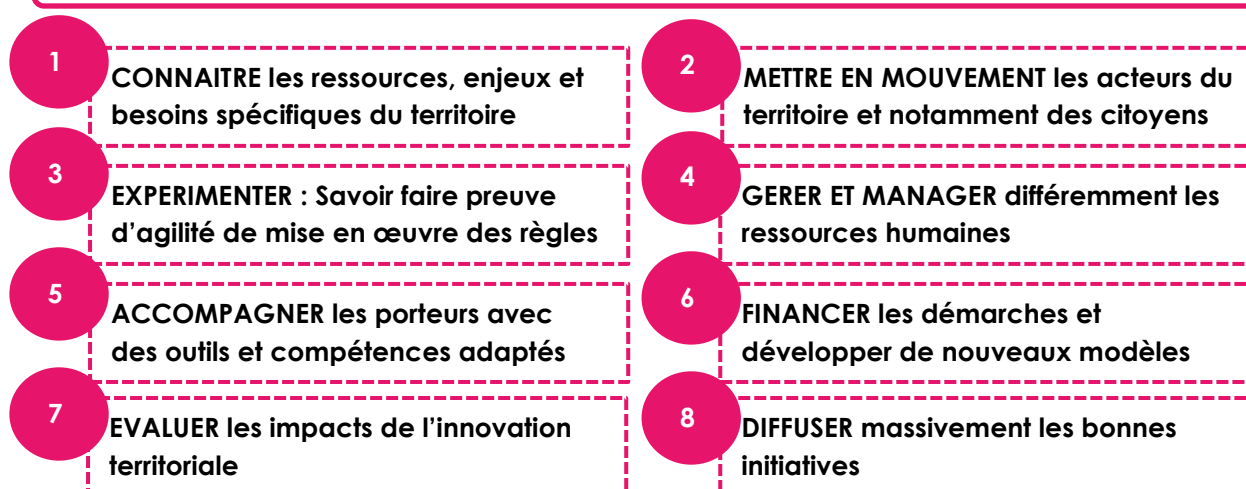 1
CONNAITRE les ressources, enjeux et
besoins spécifiques du territoire
2
METTRE EN MOUVEMENT les acteurs du
territoire et notamment des citoyens
3
EXPERIMENTER : Savoir faire preuve
d’agilité de mise en œuvre des règles
4
GERER ET MANAGER différemment les
ressources humaines
5
ACCOMPAGNER les porteurs avec
des outils et compétences adaptés
6
FINANCER les démarches et
développer de nouveaux modèles
7
EVALUER les impacts de l’innovation
territoriale
8
DIFFUSER massivement les bonnes
initiatives